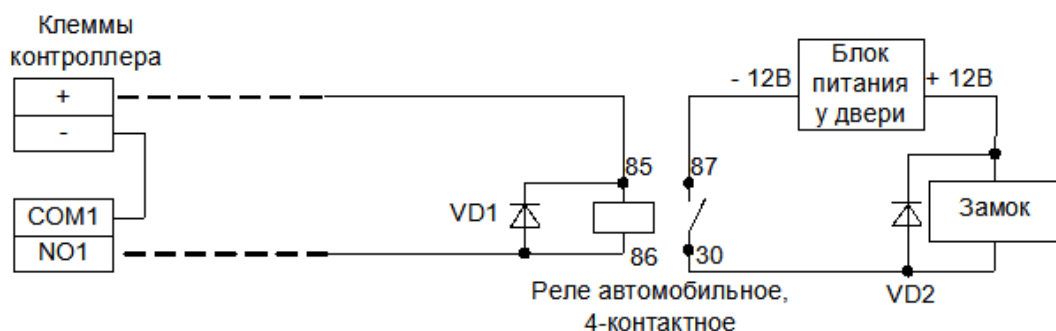 Клеммы
контроллера
+
-
COM1
NO1
VD1
85
86
87
30
Реле автомобильное,
4-контактное
- 12В
Блок
питания
у двери
+ 12В
Замок
VD2